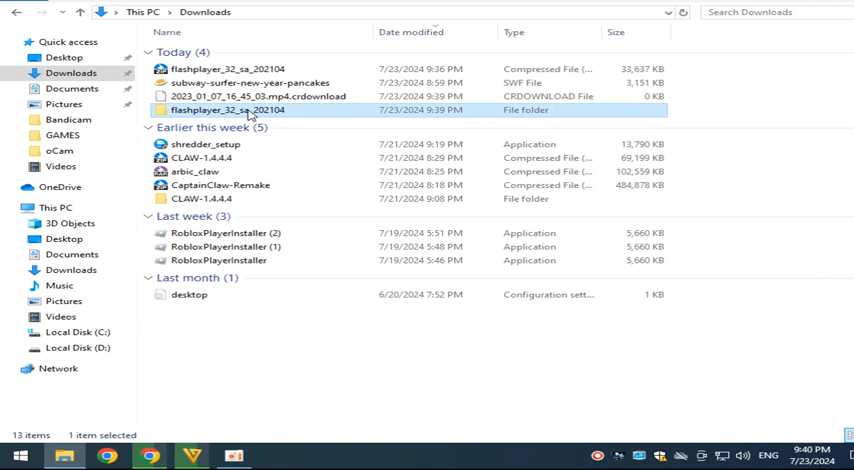 This PC > Downloads
Search Downloads
Name Date modified Type Size
Quick access
Desktop
Downloads
Documents
Pictures
Bandicam
GAMES
oCam
Videos
OneDrive
This PC
3D Objects
Desktop
Documents
Downloads
Music
Pictures
Videos
Local Disk (C:)
Local Disk (D:)
Network
Today (4)
flashplayer_32_sa_202104 7/23/2024 9:36 PM Compressed File (... 33,637 KB
subway-surfer-new-year-pancakes 7/23/2024 8:59 PM SWF File 3,151 KB
2023_01_07_16_45_03.mp4.crdownload 7/23/2024 9:39 PM CRDOWNLOAD File 0 KB
flashplayer_32_sa_202104 7/23/2024 9:39 PM File folder
Earlier this week (5)
shredder_setup 7/21/2024 9:19 PM Application 13,790 KB
CLAW-1.4.4.4 7/21/2024 8:29 PM Compressed File (... 69,199 KB
arbic_claw 7/21/2024 8:25 PM Compressed File (... 102,559 KB
CaptainClaw-Remake 7/21/2024 8:18 PM Compressed File (... 484,878 KB
CLAW-1.4.4.4 7/21/2024 9:08 PM File folder
Last week (3)
RobloxPlayerInstaller (2) 7/19/2024 5:51 PM Application 5,660 KB
RobloxPlayerInstaller (1) 7/19/2024 5:48 PM Application 5,660 KB
RobloxPlayerInstaller 7/19/2024 5:46 PM Application 5,660 KB
Last month (1)
desktop 6/20/2024 7:52 PM Configuration sett... 1 KB
13 items 1 item selected
ENG
9:40 PM
7/23/2024